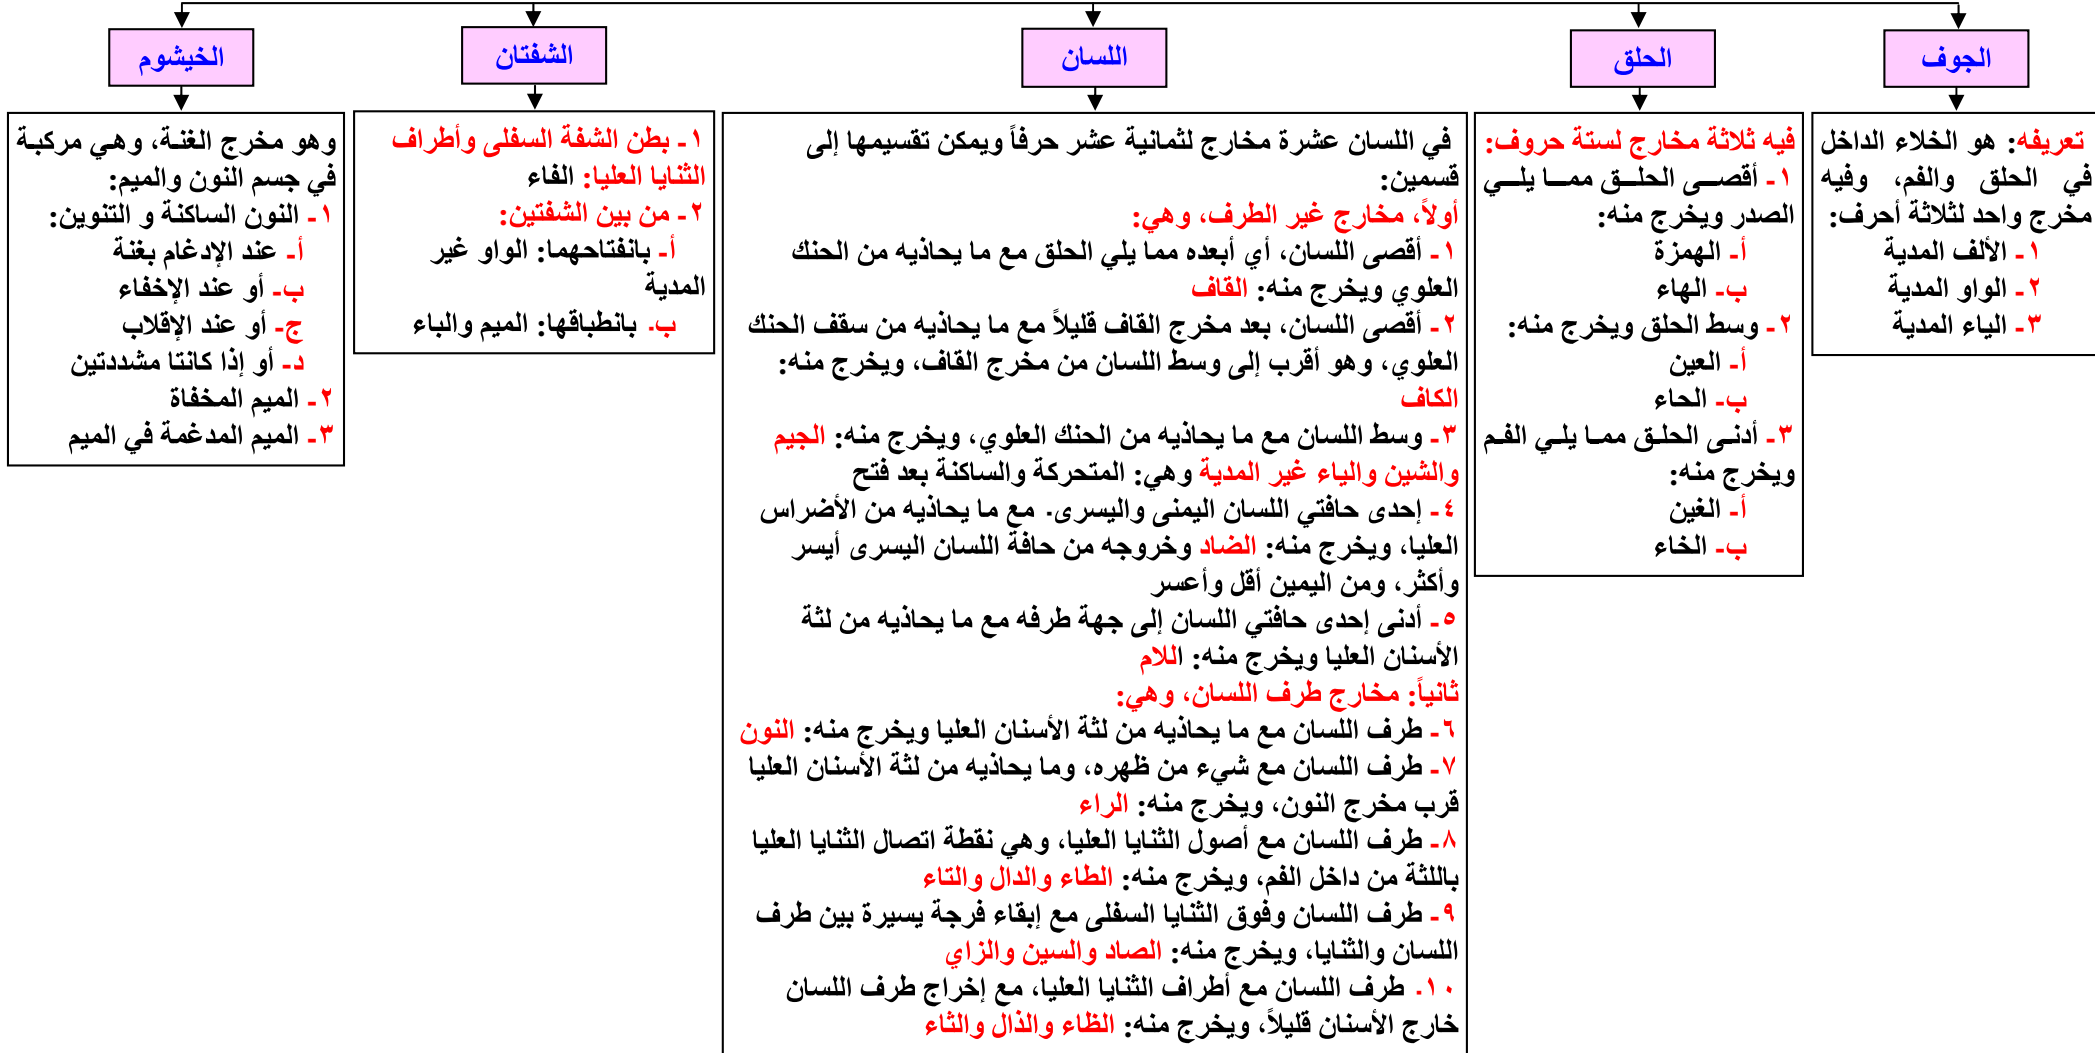 الجوف
تعريفه: هو الخلاء الداخل
في الحلق والفم، وفيه
مخرج واحد لثلاثة أحرف:
١- الألف المدية
٢- الواو المدية
٣- الياء المدية
الحلق
فيه ثلاثة مخارج لستة حروف:
١- أقصى الحلق مما يلي
الصدر ويخرج منه:
أ- الهمزة
ب- الهاء
٢- وسط الحلق ويخرج منه:
أ- العين
ب- الحاء
٣- أدنى الحلق مما يلي الفم
ويخرج منه:
أ- الغين
ب- الخاء
اللسان
في اللسان عشرة مخارج لثمانية عشر حرفاً ويمكن تقسيمها إلى
قسمين:
أولاً، مخارج غير الطرف، وهي:
١- أقصى اللسان، أي أبعده مما يلي الحلق مع ما يحاذيه من الحنك
العلوي ويخرج منه: القاف
٢- أقصى اللسان، بعد مخرج القاف قليلاً مع ما يحاذيه من سقف الحنك
العلوي، وهو أقرب إلى وسط اللسان من مخرج القاف، ويخرج منه:
الكاف
٣- وسط اللسان مع ما يحاذيه من الحنك العلوي، ويخرج منه: الجيم
والشين والياء غير المدية وهي: المتحركة والساكنة بعد فتح
٤- إحدى حافتي اللسان اليمنى واليسرى. مع ما يحاذيه من الأضراس
العليا، ويخرج منه: الضاد وخروجه من حافة اللسان اليسرى أيسر
وأكثر، ومن اليمين أقل وأعسر
٥- أدنى إحدى حافتي اللسان إلى جهة طرفه مع ما يحاذيه من لثة
الأسنان العليا ويخرج منه: اللام
ثانياً: مخارج طرف اللسان، وهي:
٦- طرف اللسان مع ما يحاذيه من لثة الأسنان العليا ويخرج منه: النون
٧- طرف اللسان مع شيء من ظهره، وما يحاذيه من لثة الأسنان العليا
قرب مخرج النون، ويخرج منه: الراء
٨- طرف اللسان مع أصول الثنايا العليا، وهي نقطة اتصال الثنايا العليا
باللثة من داخل الفم، ويخرج منه: الطاء والدال والتاء
٩- طرف اللسان وفوق الثنايا السفلى مع إبقاء فرجة يسيرة بين طرف
اللسان والثنايا، ويخرج منه: الصاد والسين والزاي
١٠. طرف اللسان مع أطراف الثنايا العليا، مع إخراج طرف اللسان
خارج الأسنان قليلاً، ويخرج منه: الظاء والذال والثاء
الشفتان
١- بطن الشفة السفلى وأطراف
الثنايا العليا: الفاء
٢- من بين الشفتين:
أ- بانفتاحهما: الواو غير
المدية
ب. بانطباقها: الميم والباء
الخيشوم
وهو مخرج الغنة، وهي مركبة
في جسم النون والميم:
١- النون الساكنة و التنوين:
أ- عند الإدغام بغنة
ب- أو عند الإخفاء
ج- أو عند الإقلاب
د- أو إذا كانتا مشددتين
٢- الميم المخفاة
٣- الميم المدغمة في الميم